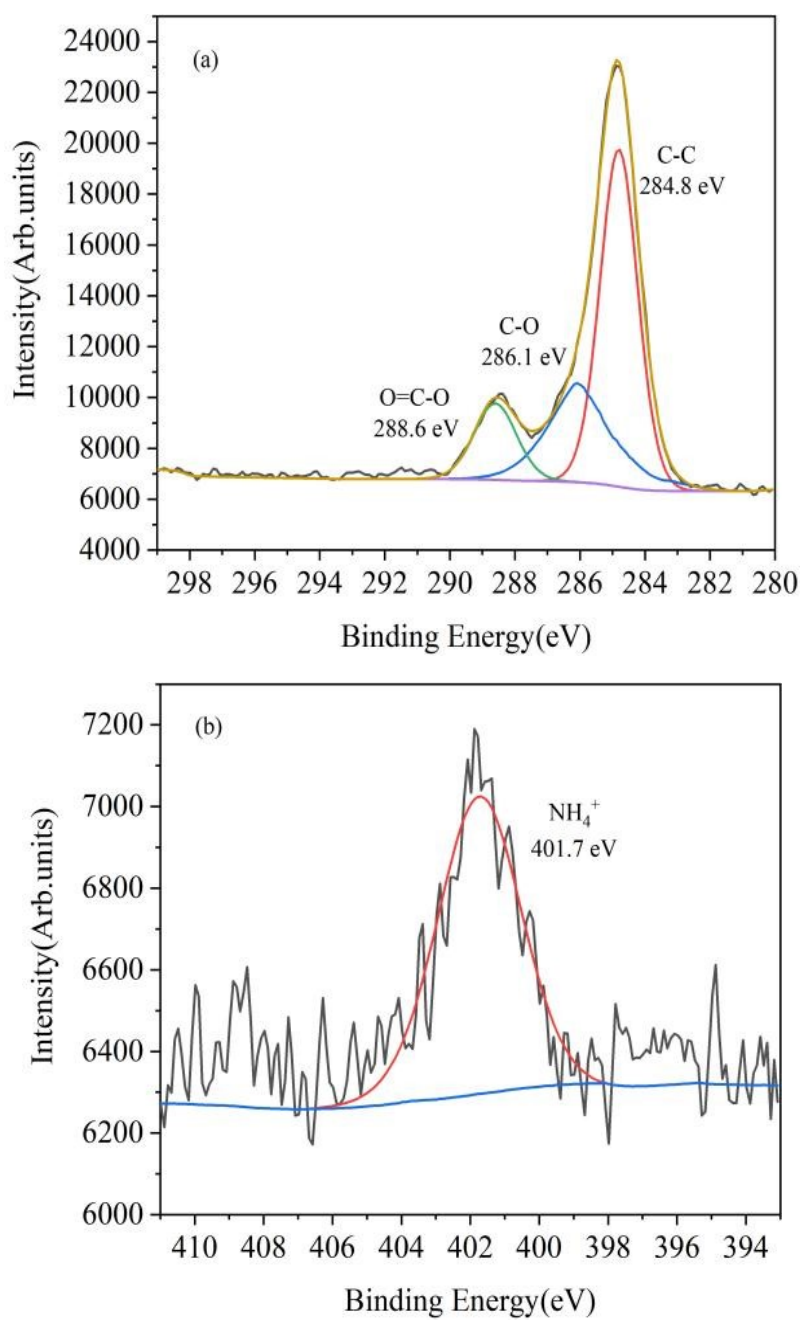 (a)
24000
22000
20000
18000
16000
14000
12000
10000
8000
6000
4000
Intensity(Arb.units)
C-C
284.8 eV
C-O
286.1 eV
O=C-O
288.6 eV
298 296 294 292 290 288 286 284 282 280
Binding Energy(eV)
(b)
7200
7000
6800
6600
6400
6200
6000
Intensity(Arb.units)
NH₄⁺
401.7 eV
410 408 406 404 402 400 398 396 394
Binding Energy(eV)